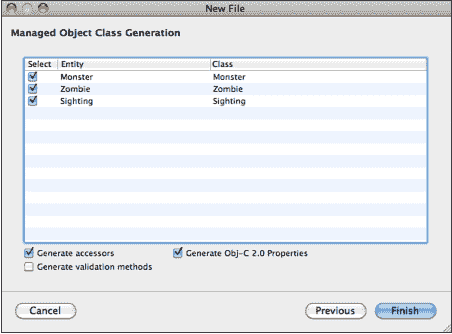 New File
Managed Object Class Generation
Select Entity Class
Monster Monster
Zombie Zombie
Sighting Sighting
Generate accessors Generate Obj-C 2.0 Properties
Generate validation methods
Cancel Previous Finish